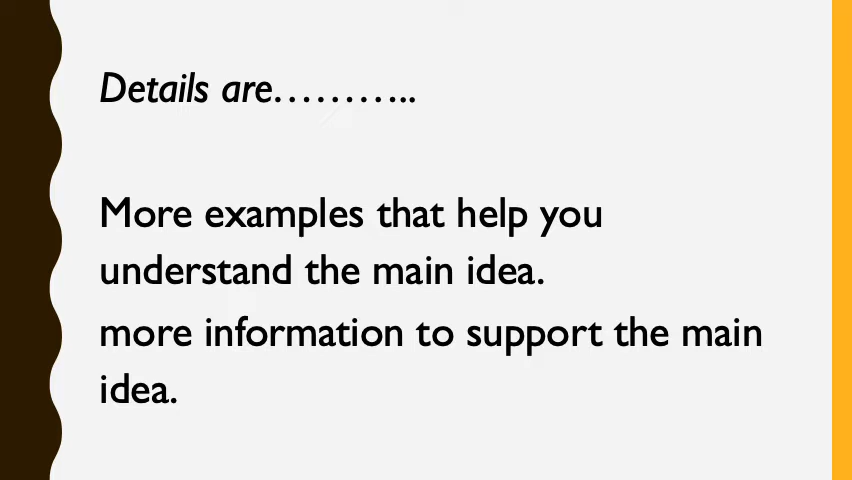 Details are………..
More examples that help you
understand the main idea.
more information to support the main
idea.